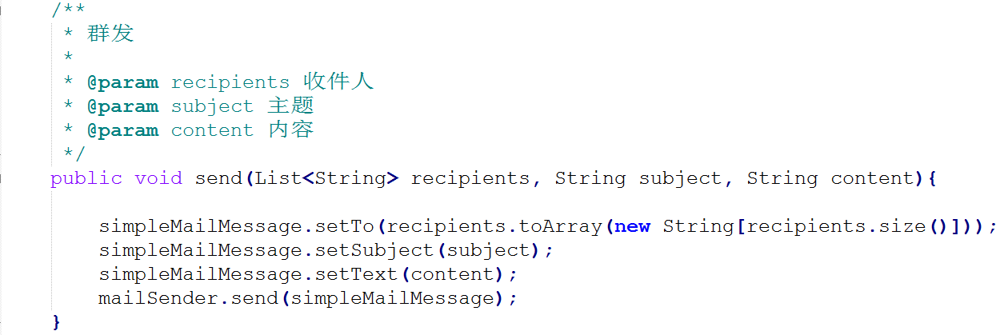 /**
 * 群发
 *
 * @param recipients 收件人
 * @param subject 主题
 * @param content 内容
 */
public void send(List<String> recipients, String subject, String content){

    simpleMailMessage.setTo(recipients.toArray(new String[recipients.size()]));
    simpleMailMessage.setSubject(subject);
    simpleMailMessage.setText(content);
    mailSender.send(simpleMailMessage);
}